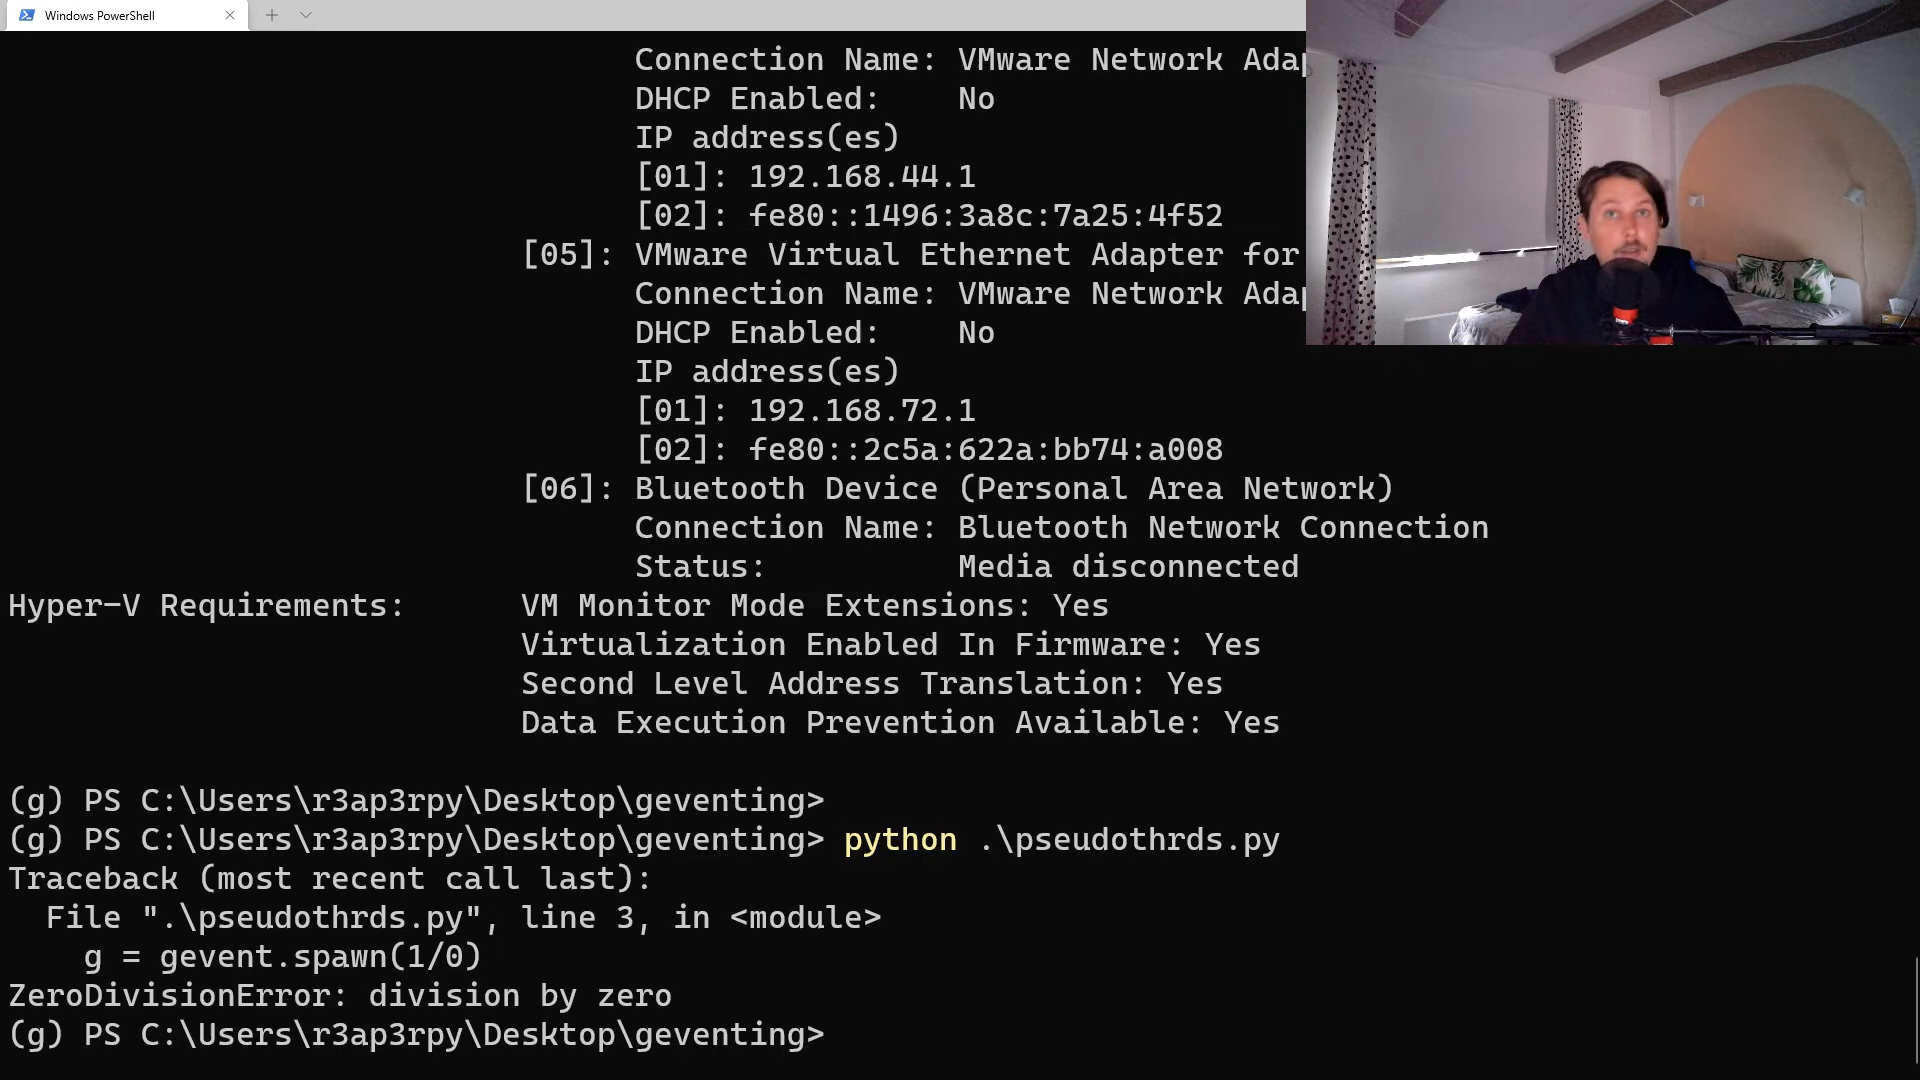 Windows PowerShell
Connection Name: VMware Network Adap
DHCP Enabled: No
IP address(es)
[01]: 192.168.44.1
[02]: fe80::1496:3a8c:7a25:4f52
[05]: VMware Virtual Ethernet Adapter for
Connection Name: VMware Network Adap
DHCP Enabled: No
IP address(es)
[01]: 192.168.72.1
[02]: fe80::2c5a:622a:bb74:a008
[06]: Bluetooth Device (Personal Area Network)
Connection Name: Bluetooth Network Connection
Status: Media disconnected
Hyper-V Requirements: VM Monitor Mode Extensions: Yes
Virtualization Enabled In Firmware: Yes
Second Level Address Translation: Yes
Data Execution Prevention Available: Yes
(g) PS C:\Users\r3ap3rpy\Desktop\geventing>
(g) PS C:\Users\r3ap3rpy\Desktop\geventing> python .\pseudothrds.py
Traceback (most recent call last):
File ".\pseudothrds.py", line 3, in <module>
g = gevent.spawn(1/0)
ZeroDivisionError: division by zero
(g) PS C:\Users\r3ap3rpy\Desktop\geventing>